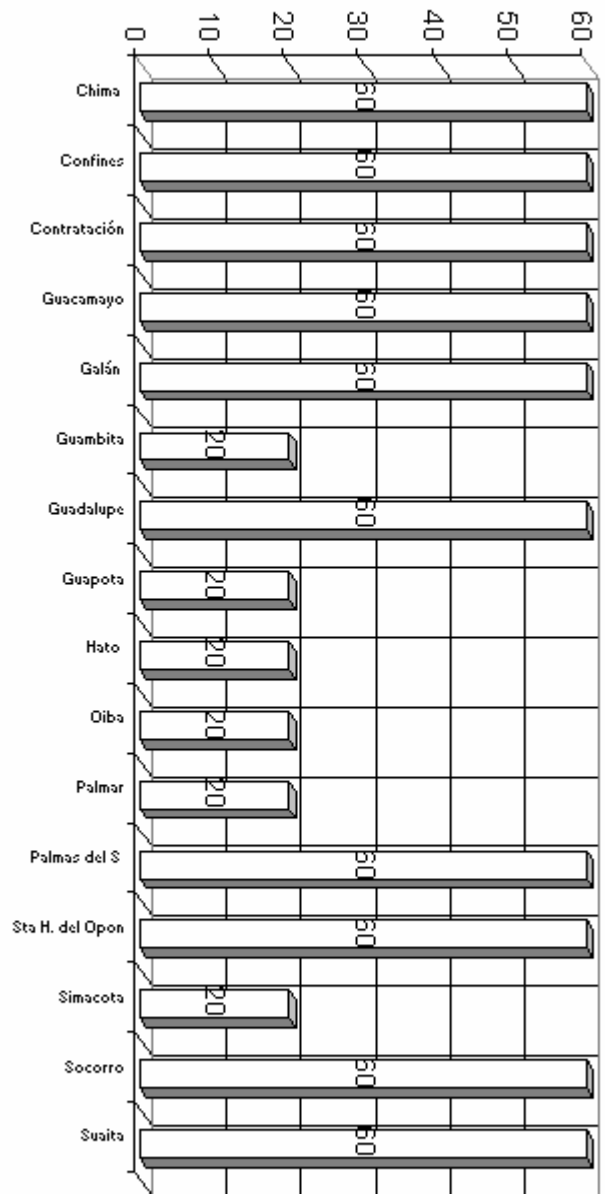 0 10 20 30 40 50 60
Chima 60
Confines 60
Contratación 60
Guacamayo 60
Galán 60
Guambita 20
Guadalupe 60
Guapota 20
Hato 20
Oiba 20
Palmar 20
Palmas del S 60
Sta H. del Opon 60
Simacota 20
Socorro 60
Suaita 60